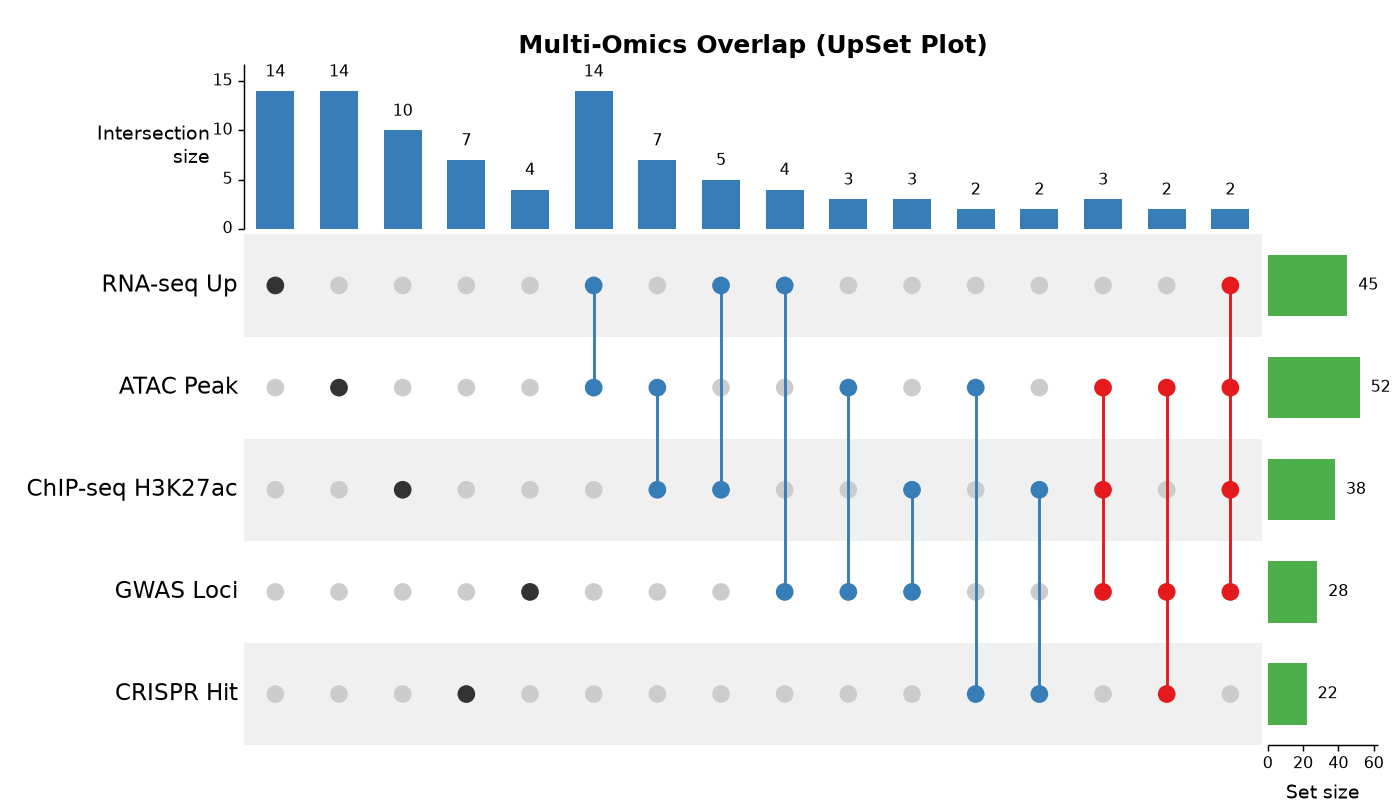 Multi-Omics Overlap (UpSet Plot)
14 14 10 7 4 14 7 5 4 3 3 2 2 3 2 2
15
10
5
0
Intersection
size
RNA-seq Up 45
ATAC Peak 52
ChIP-seq H3K27ac 38
GWAS Loci 28
CRISPR Hit 22
0 20 40 60
Set size